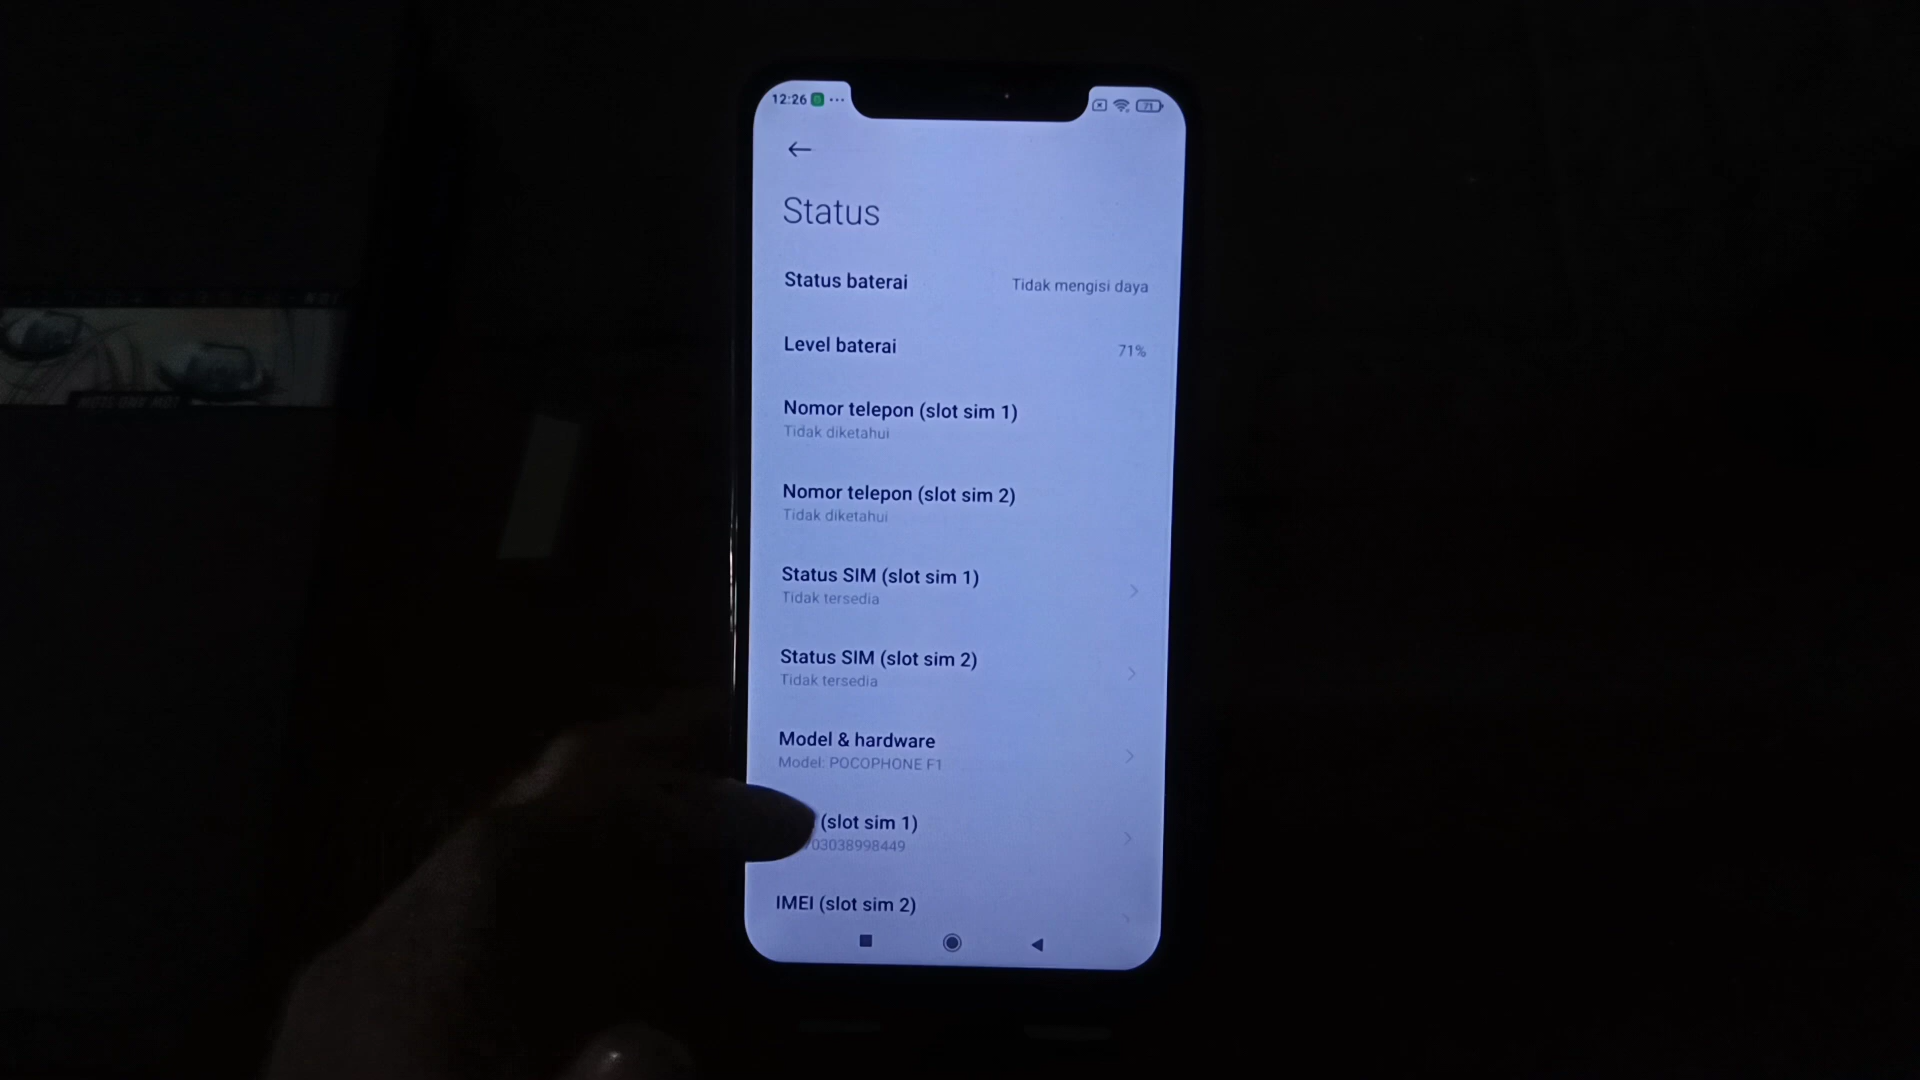 12:26
71
Status
Status baterai
Tidak mengisi daya
Level baterai
71%
Nomor telepon (slot sim 1)
Tidak diketahui
Nomor telepon (slot sim 2)
Tidak diketahui
Status SIM (slot sim 1)
Tidak tersedia
Status SIM (slot sim 2)
Tidak tersedia
Model & hardware
Model: POCOPHONE F1
(slot sim 1)
03038998449
IMEI (slot sim 2)